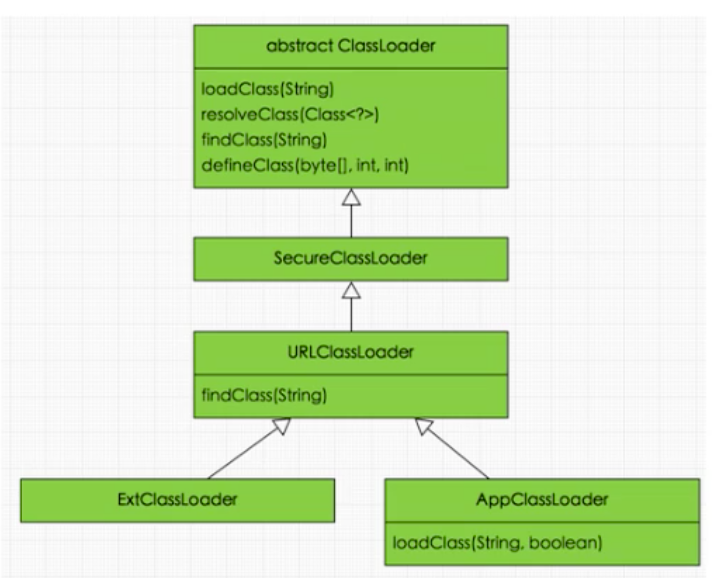 abstract ClassLoader
loadClass(String)
resolveClass(Class<?>)
findClass(String)
defineClass(byte[], int, int)
SecureClassLoader
URLClassLoader
findClass(String)
ExtClassLoader
AppClassLoader
loadClass(String, boolean)